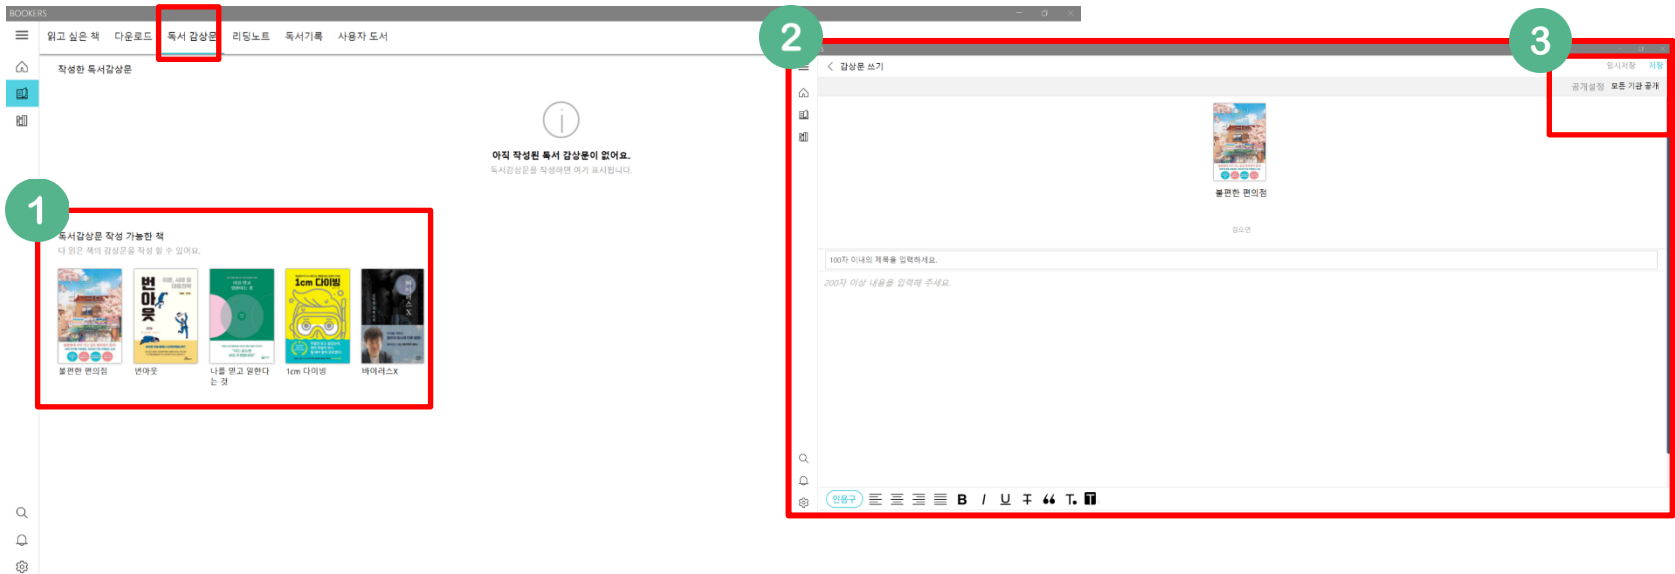 BOOKERS
읽고 싶은 책 다운로드 독서 감상문 리딩노트 독서기록 사용자 도서
작성한 독서감상문
아직 작성된 독서 감상문이 없어요.
독서감상문을 작성하면 여기 표시됩니다.
1
독서감상문 작성 가능한 책
다 읽은 책의 감상문을 작성 할 수 있어요.
번아웃
1cm 다이빙
바이러스 X
불편한 편의점
번아웃
나를 믿고 일한다는 것
1cm 다이빙
바이러스X
2
3
감상문 쓰기
임시저장 저장
공개설정 모든 기관 공개
불편한 편의점
100자 이내의 제목을 입력하세요.
200자 이상 내용을 입력해 주세요.
인용구 B I U T T T